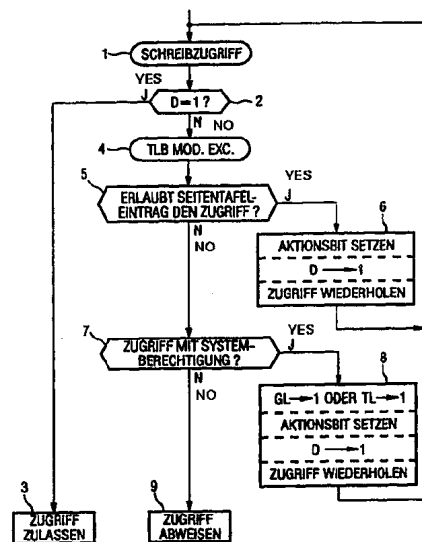 1
SCHREIBZUGRIFF
YES
J
D=1 ?
2
N NO
4
TLB MOD. EXC.
5
ERLAUBT SEITENTAFEL-
EINTRAG DEN ZUGRIFF ?
YES
J
N
NO
6
AKTIONSBIT SETZEN
D → 1
ZUGRIFF WIEDERHOLEN
7
ZUGRIFF MIT SYSTEM-
BERECHTIGUNG ?
YES
J
N
NO
8
GL→1 ODER TL→1
AKTIONSBIT SETZEN
D → 1
ZUGRIFF WIEDERHOLEN
3
ZUGRIFF
ZULASSEN
9
ZUGRIFF
ABWEISEN